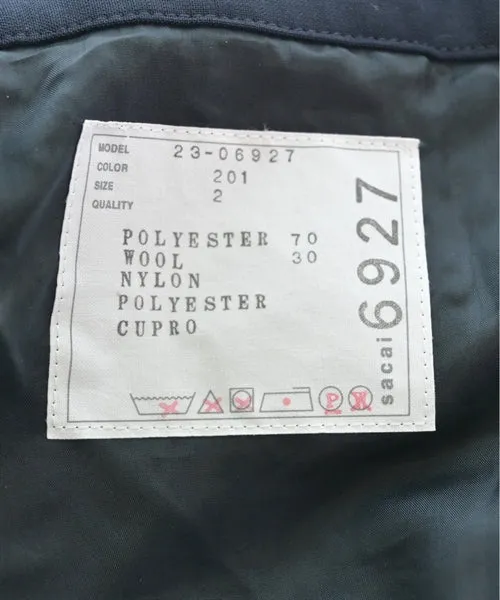 MODEL 23-06927
COLOR 201
SIZE 2
QUALITY
POLYESTER 70
WOOL 30
NYLON
POLYESTER
CUPRO
P W
sacai 6927